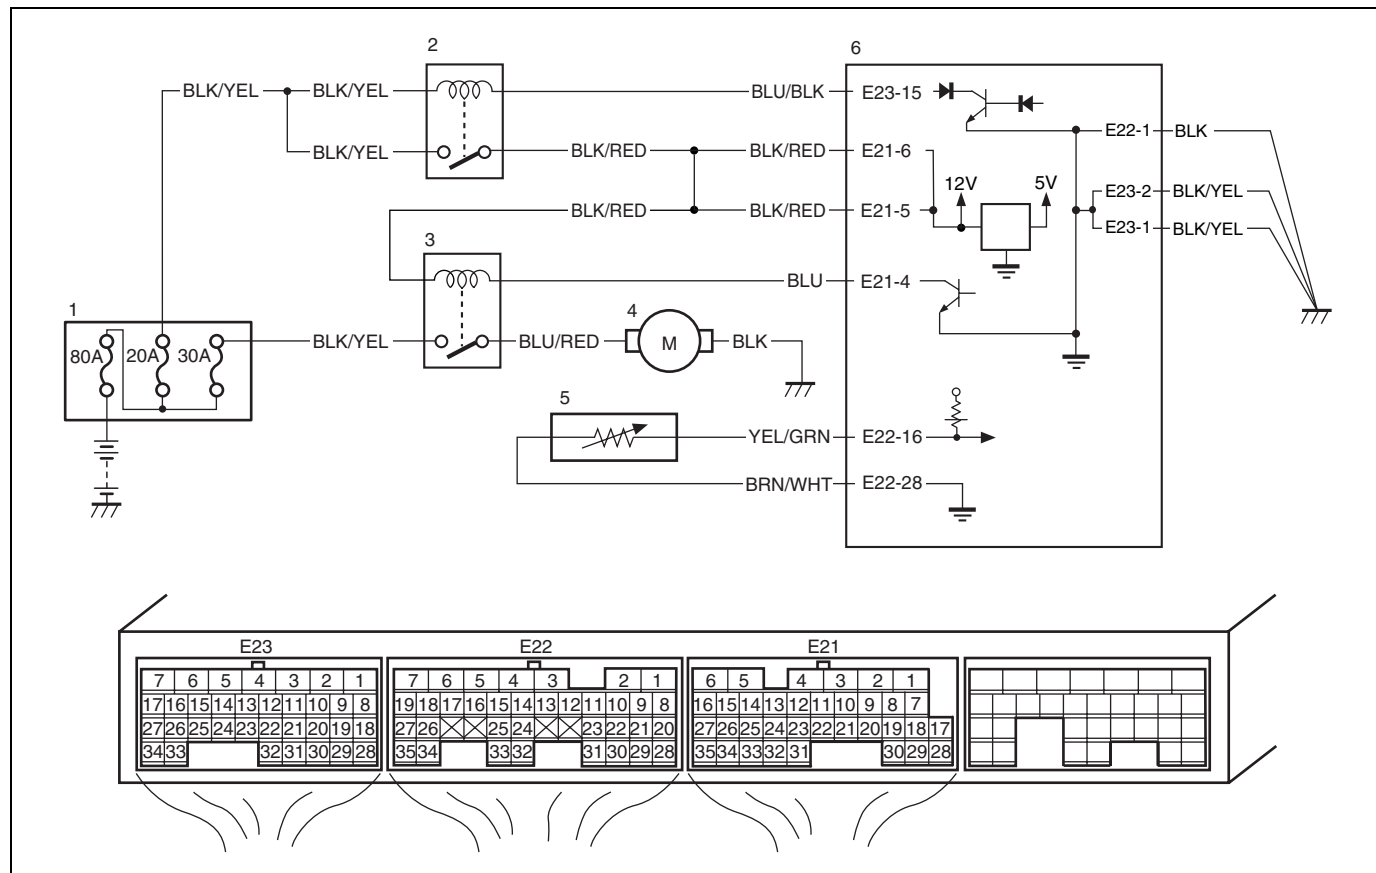 2
6
BLK/YEL BLK/YEL BLU/BLK E23-15
E22-1 BLK
BLK/YEL BLK/RED BLK/RED E21-6
12V 5V
E23-2 BLK/YEL
BLK/RED BLK/RED E21-5
E23-1 BLK/YEL
3
BLU E21-4
1
4
BLK/YEL BLU/RED M BLK
80A 20A 30A
5
YEL/GRN E22-16
BRN/WHT E22-28
E23 E22 E21
7 6 5 4 3 2 1 7 6 5 4 3 2 1 6 5 4 3 2 1
17 16 15 14 13 12 11 10 9 8 19 18 17 16 15 14 13 12 11 10 9 8 16 15 14 13 12 11 10 9 8 7
27 26 25 24 23 22 21 20 19 18 27 26 25 24 23 22 21 20 27 26 25 24 23 22 21 20 19 18 17
34 33 32 31 30 29 28 35 34 33 32 31 30 29 28 35 34 33 32 31 30 29 28